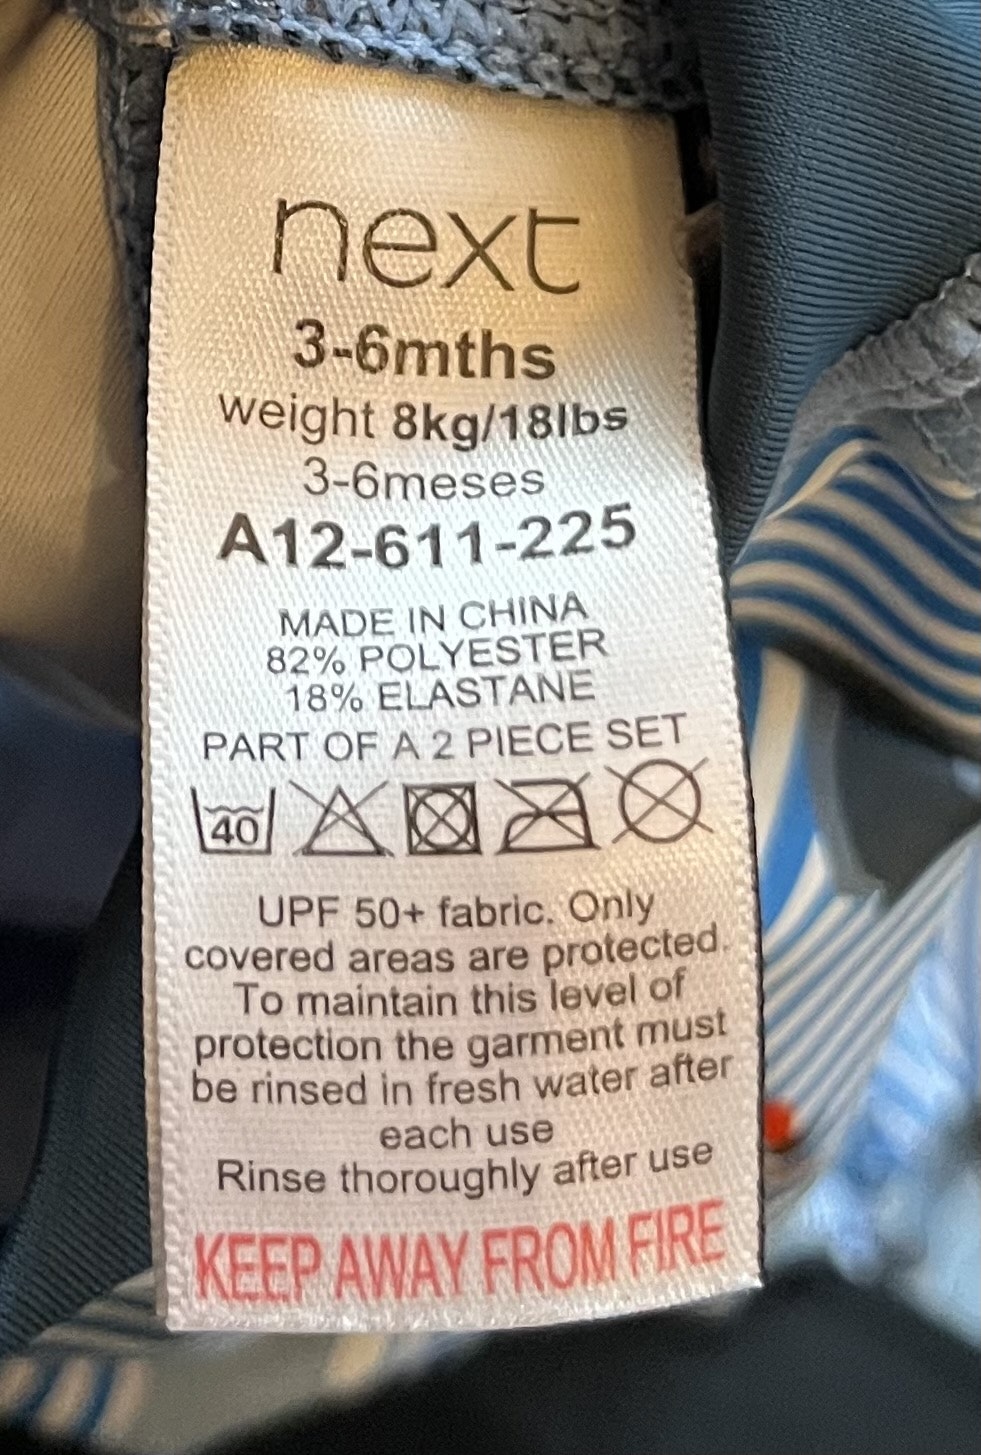 next
3-6mths
weight 8kg/18lbs
3-6meses
A12-611-225
MADE IN CHINA
82% POLYESTER
18% ELASTANE
PART OF A 2 PIECE SET
40
UPF 50+ fabric. Only
covered areas are protected.
To maintain this level of
protection the garment must
be rinsed in fresh water after
each use
Rinse thoroughly after use
KEEP AWAY FROM FIRE